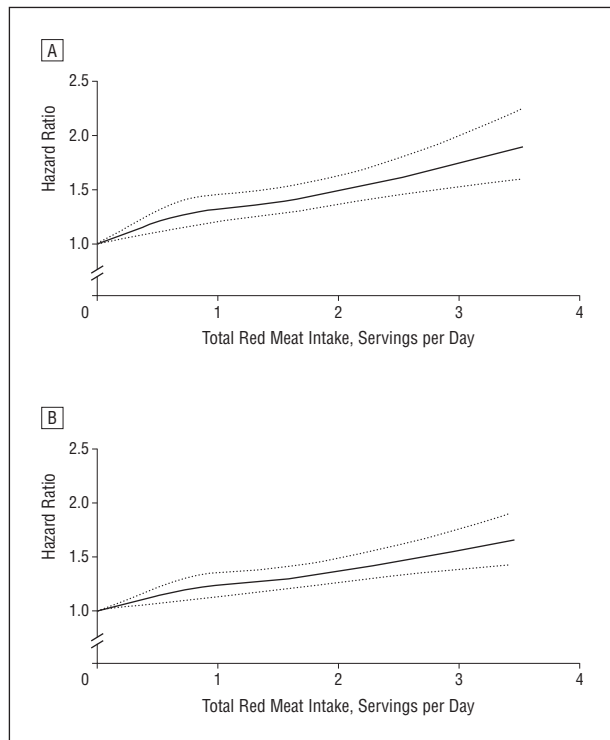 A
2.5
2.0
1.5
1.0
Hazard Ratio
0 1 2 3 4
Total Red Meat Intake, Servings per Day
B
2.5
2.0
1.5
1.0
Hazard Ratio
0 1 2 3 4
Total Red Meat Intake, Servings per Day